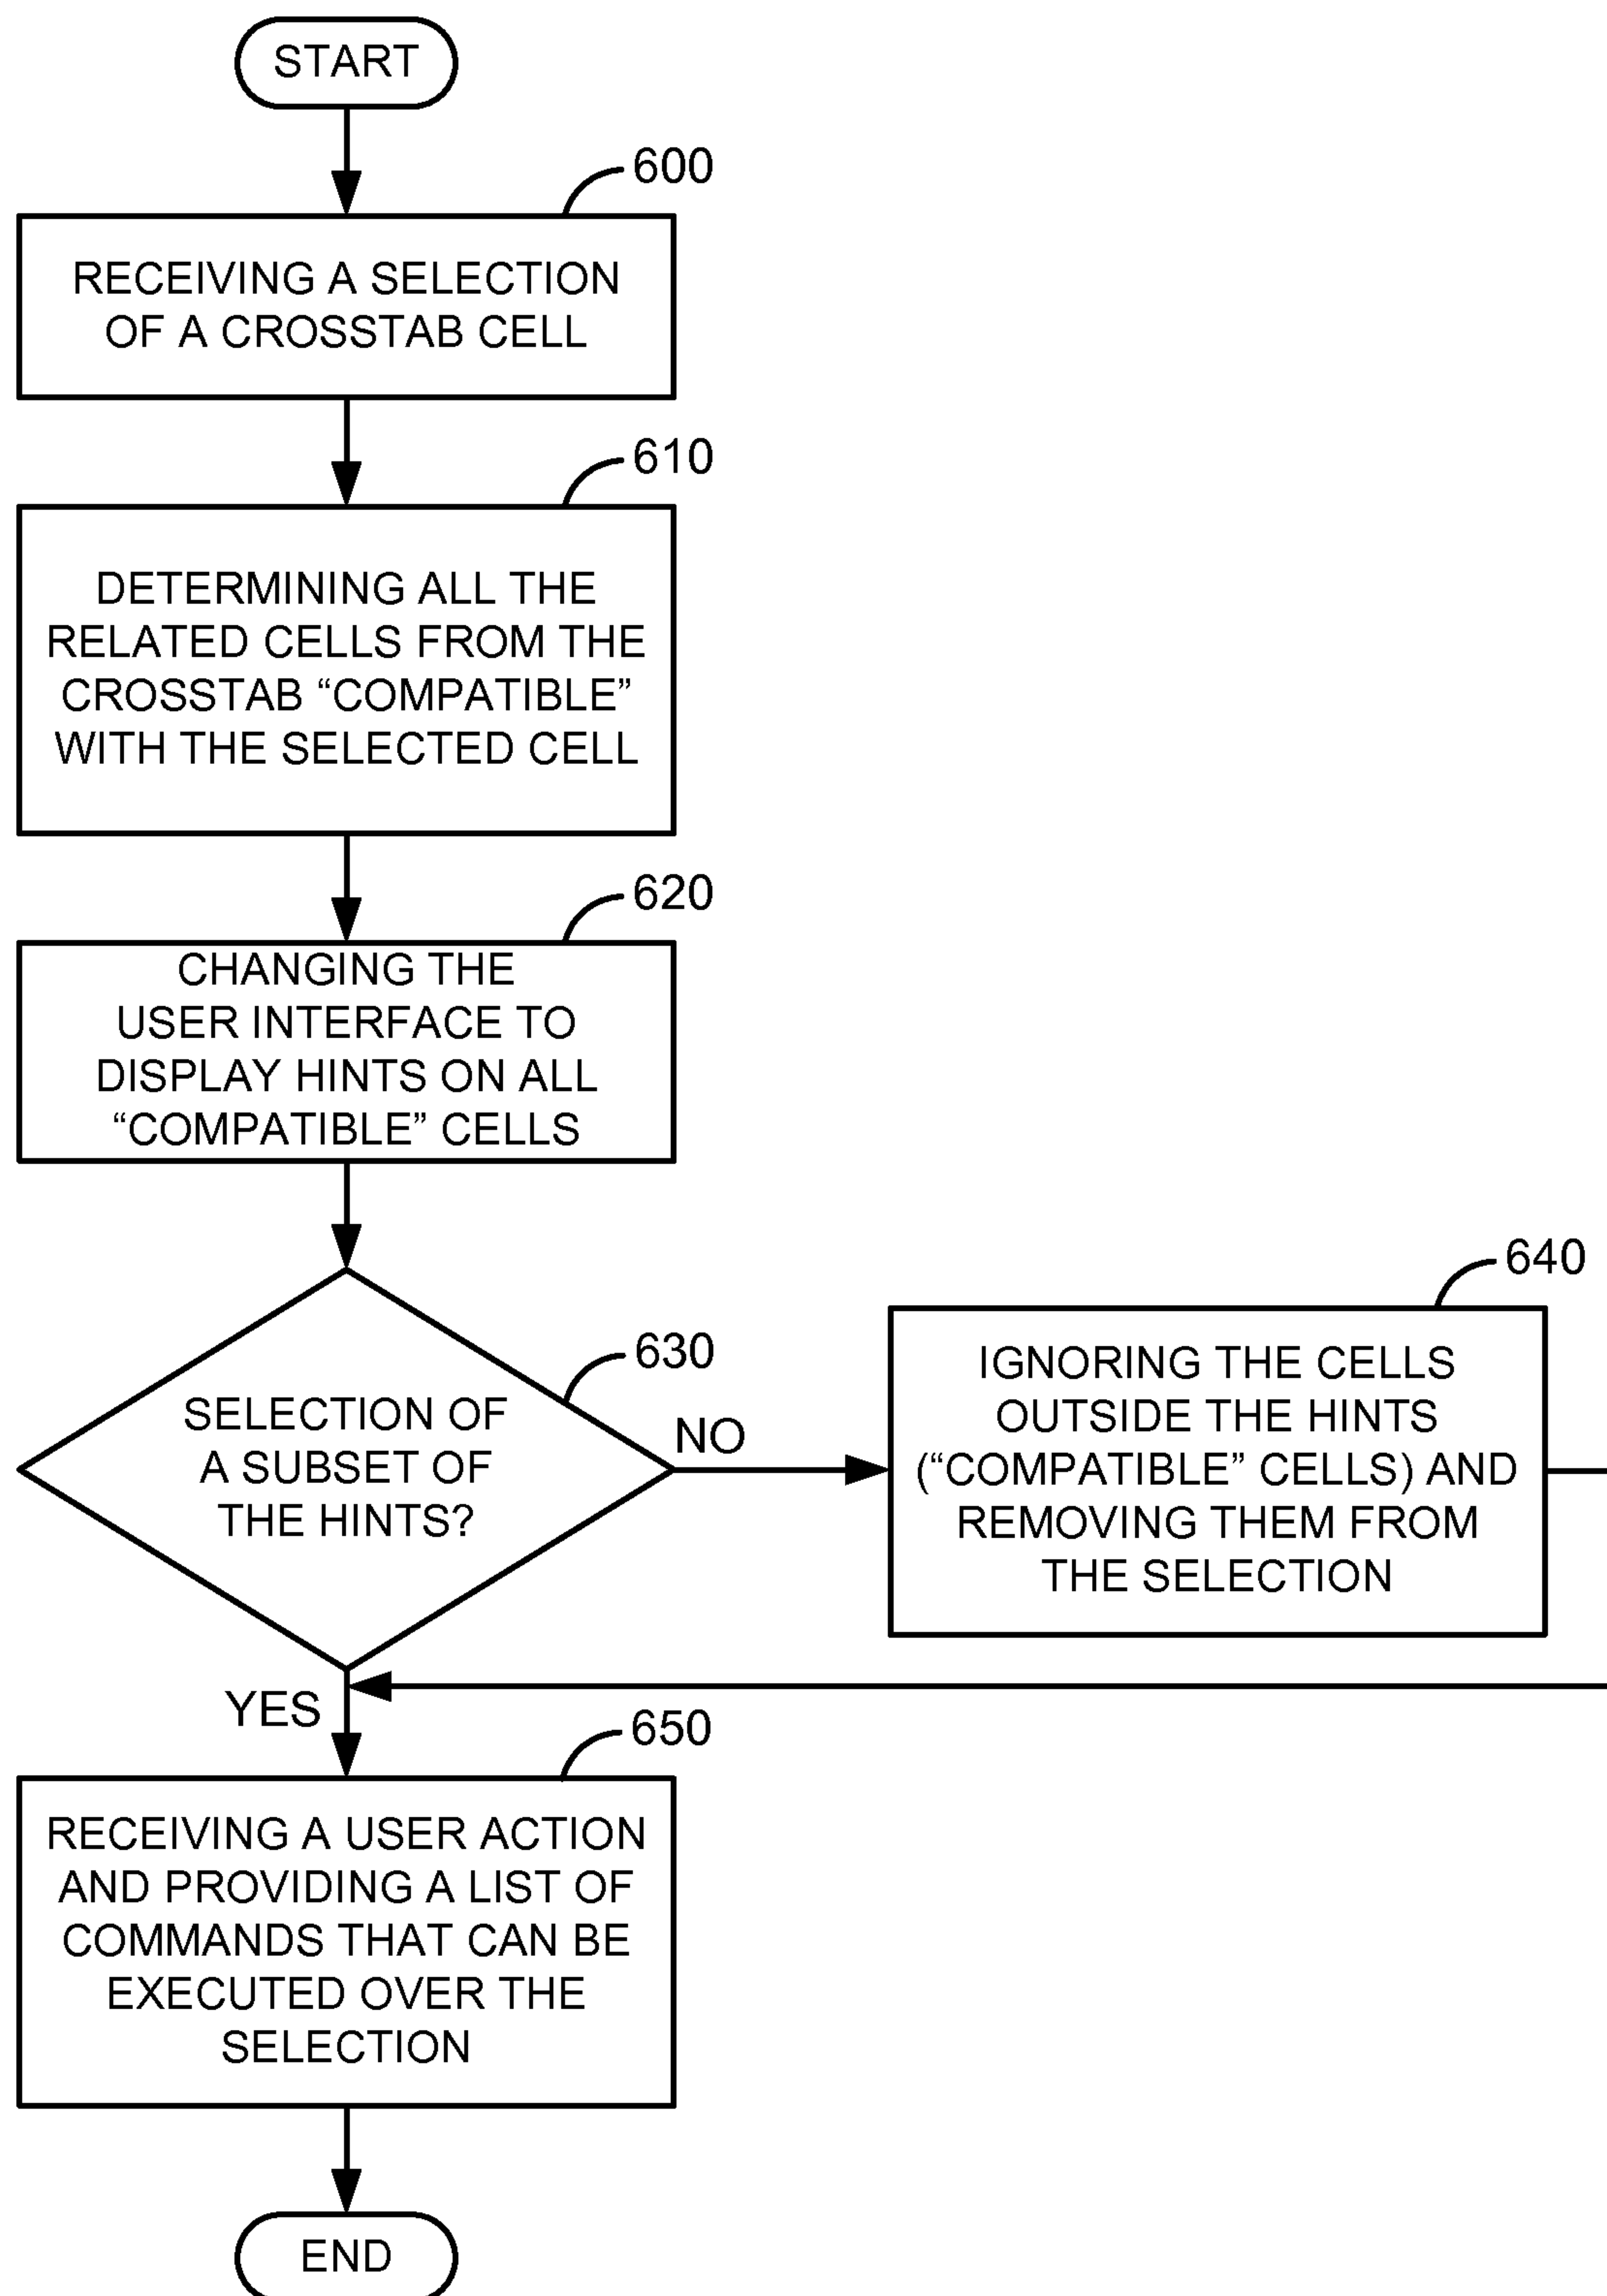 START
600
RECEIVING A SELECTION
OF A CROSSTAB CELL
610
DETERMINING ALL THE
RELATED CELLS FROM THE
CROSSTAB “COMPATIBLE”
WITH THE SELECTED CELL
620
CHANGING THE
USER INTERFACE TO
DISPLAY HINTS ON ALL
“COMPATIBLE” CELLS
630
SELECTION OF
A SUBSET OF
THE HINTS?
NO
640
IGNORING THE CELLS
OUTSIDE THE HINTS
(“COMPATIBLE” CELLS) AND
REMOVING THEM FROM
THE SELECTION
YES
650
RECEIVING A USER ACTION
AND PROVIDING A LIST OF
COMMANDS THAT CAN BE
EXECUTED OVER THE
SELECTION
END